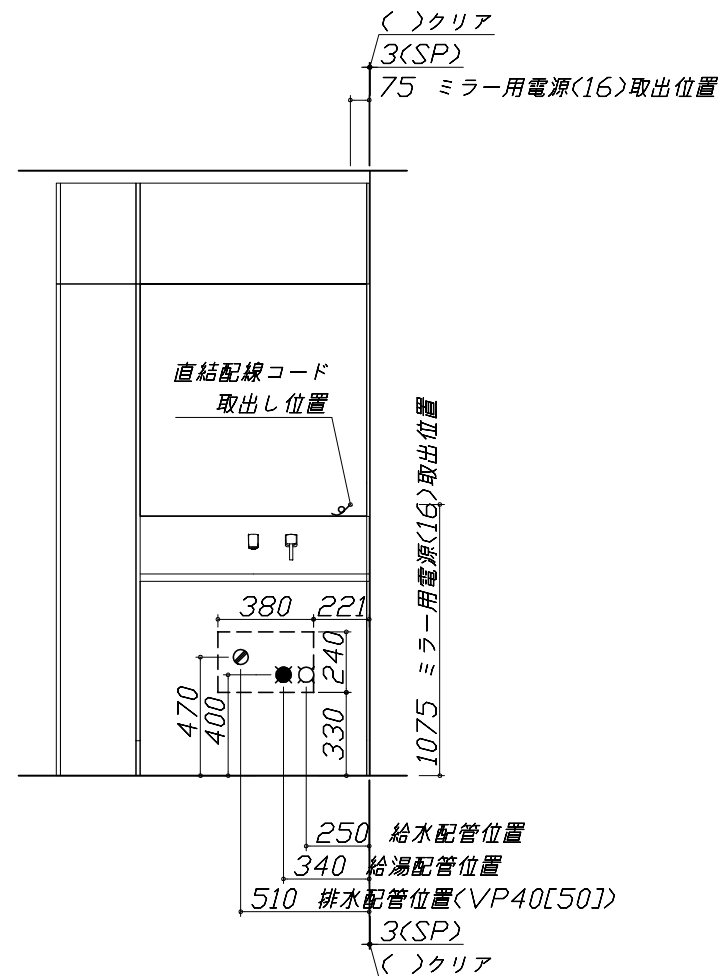 ( )クリア
3(SP)
75 ミラー用電源(16)取出位置
直結配線コード
取出し位置
1075 ミラー用電源(16)取出位置
380
221
240
330
470
400
250 給水配管位置
340 給湯配管位置
510 排水配管位置(VP40[50])
3(SP)
( )クリア